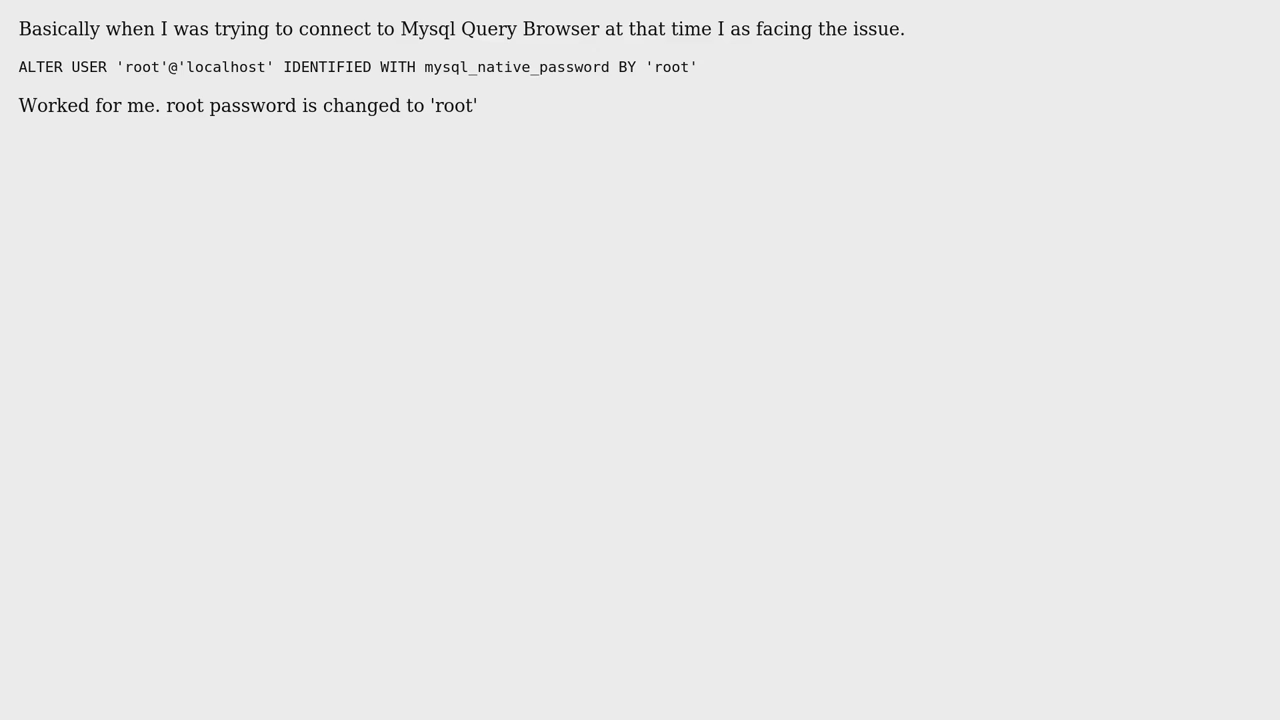 Basically when I was trying to connect to Mysql Query Browser at that time I as facing the issue.
ALTER USER 'root'@'localhost' IDENTIFIED WITH mysql_native_password BY 'root'
Worked for me. root password is changed to 'root'